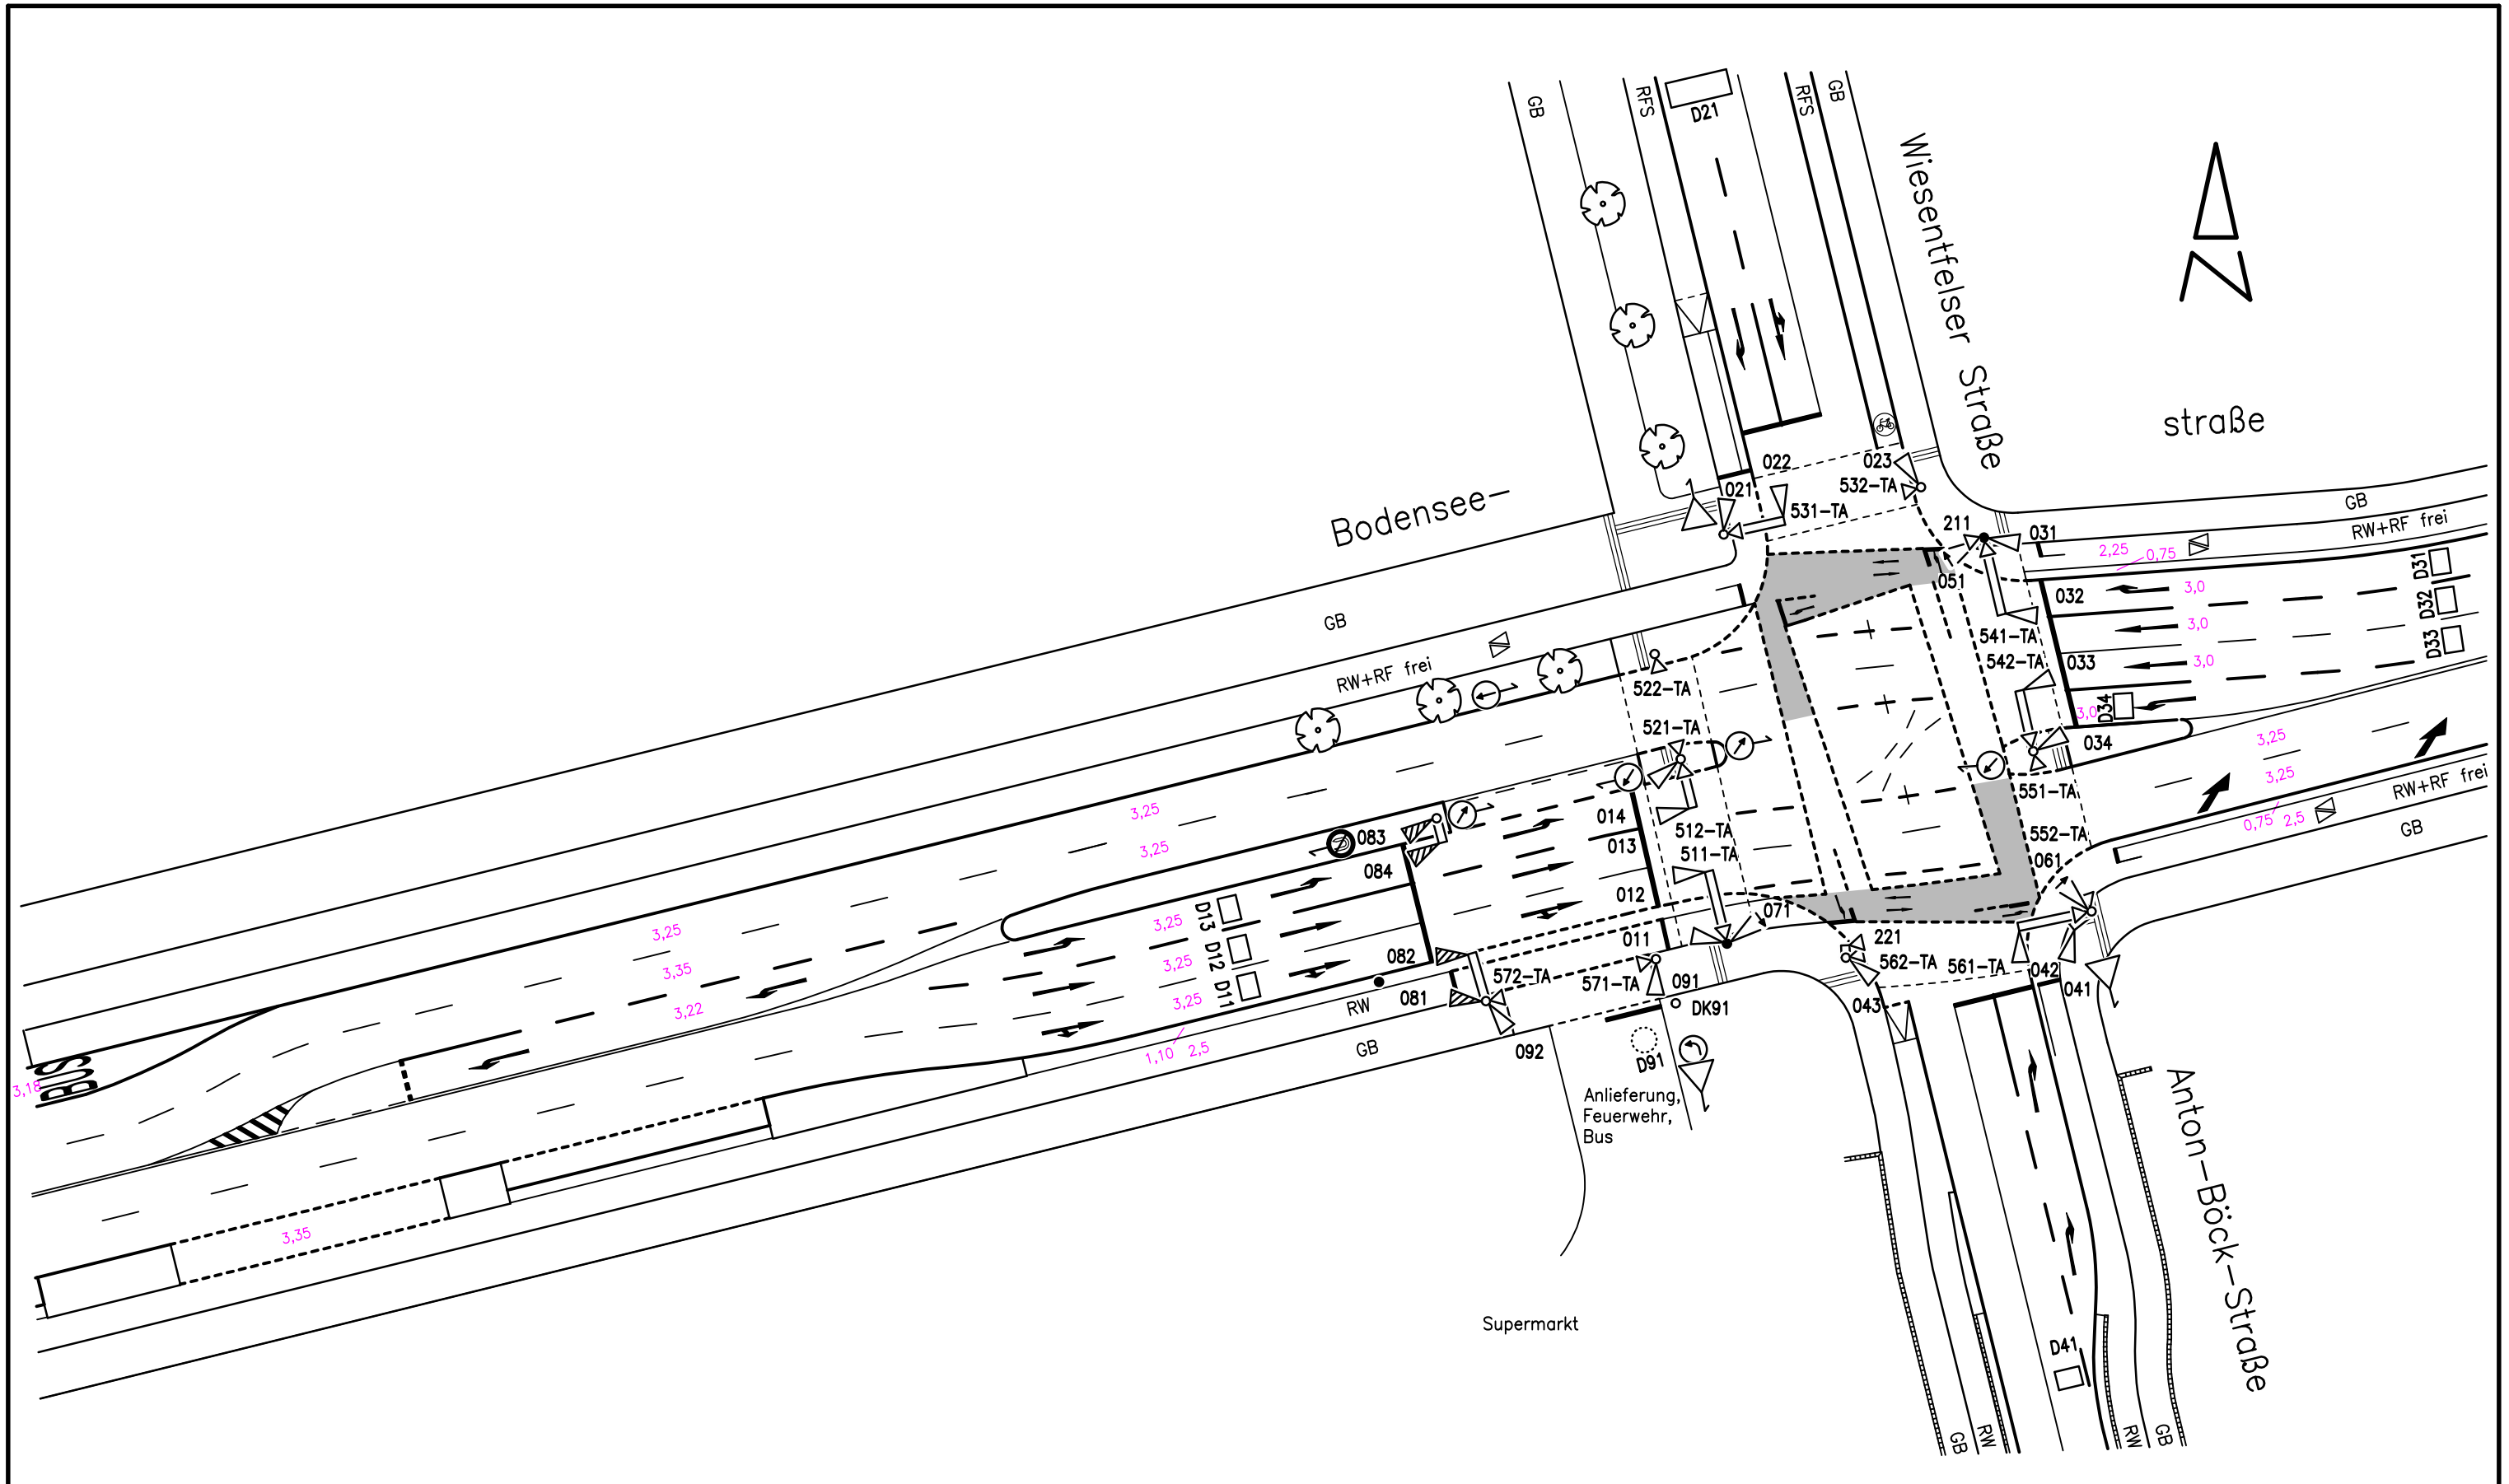 GB
RFS
D21
RFS
GB
Wiesentfelser Straße
straße
Bodensee-
022
023
021
532-TA
531-TA
211
031
GB
RW+RF frei
2,25
0,75
D31
051
032
3,0
D32
GB
541-TA
3,0
D33
542-TA
033
3,0
RW+RF frei
522-TA
3,0
D34
521-TA
034
3,25
3,25
551-TA
RW+RF frei
0,75
2,5
GB
3,25
3,25
083
014
512-TA
552-TA
084
013
511-TA
061
D13
012
071
3,25
3,25
D12
082
011
221
3,35
3,25
D11
081
572-TA
571-TA
091
562-TA
561-TA
042
041
3,22
3,25
RW
DK91
043
1,10
2,5
GB
092
D91
BUS
3,18
Anlieferung,
Feuerwehr,
Bus
Anton-Böck-Straße
3,35
Supermarkt
D41
GB
RW
RW
GB